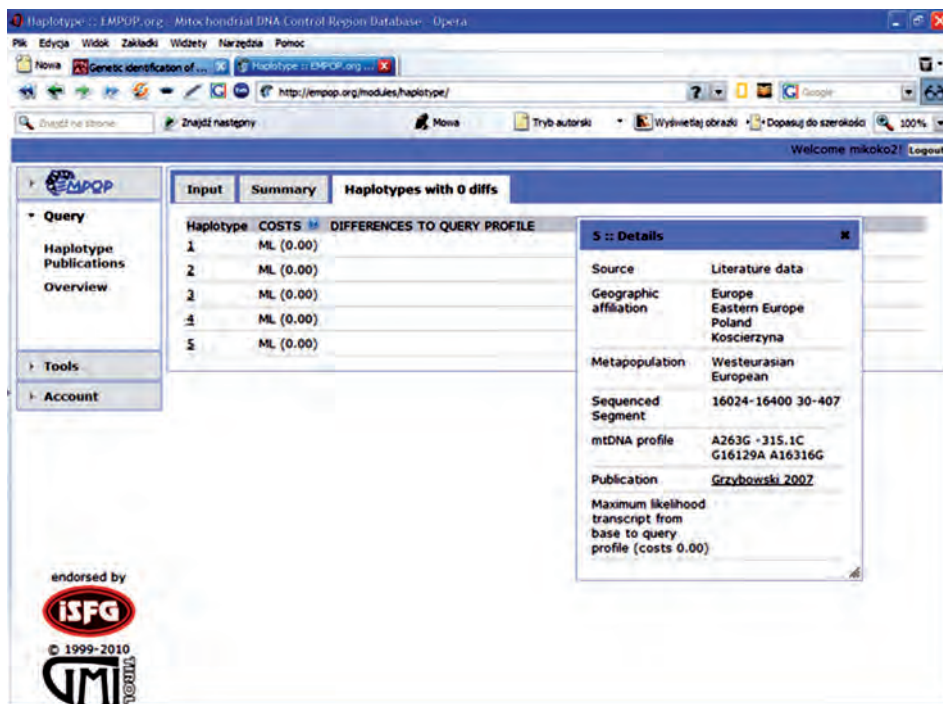 Haplotype :: EMPOP.org - Mitochondrial DNA Control Region Database - Opera
Plik Edycja Widok Zakładki Widżety Narzędzia Pomoc
Nowa Genetic identification of ... Haplotype :: EMPOP.org ...
http://empop.org/modules/haplotype/ Google
Znajdź na stronie Znajdź następny Mowa Tryb autorski Wyświetlaj obrazki Dopasuj do szerokości 100%
Welcome mikoko2! Logout
EMPOP
Query
Haplotype
Publications
Overview
Tools
Account
Input Summary Haplotypes with 0 diffs
Haplotype COSTS DIFFERENCES TO QUERY PROFILE
1 ML (0.00)
2 ML (0.00)
3 ML (0.00)
4 ML (0.00)
5 ML (0.00)
5 :: Details
Source Literature data
Geographic affiliation Europe
Eastern Europe
Poland
Koscierzyna
Metapopulation Westeurasian
European
Sequenced Segment 16024-16400 30-407
mtDNA profile A263G -315.1C
G16129A A16316G
Publication Grzybowski 2007
Maximum likelihood
transcript from
base to query
profile (costs 0.00)
endorsed by
iSFG
© 1999-2010
GMI
TIROL